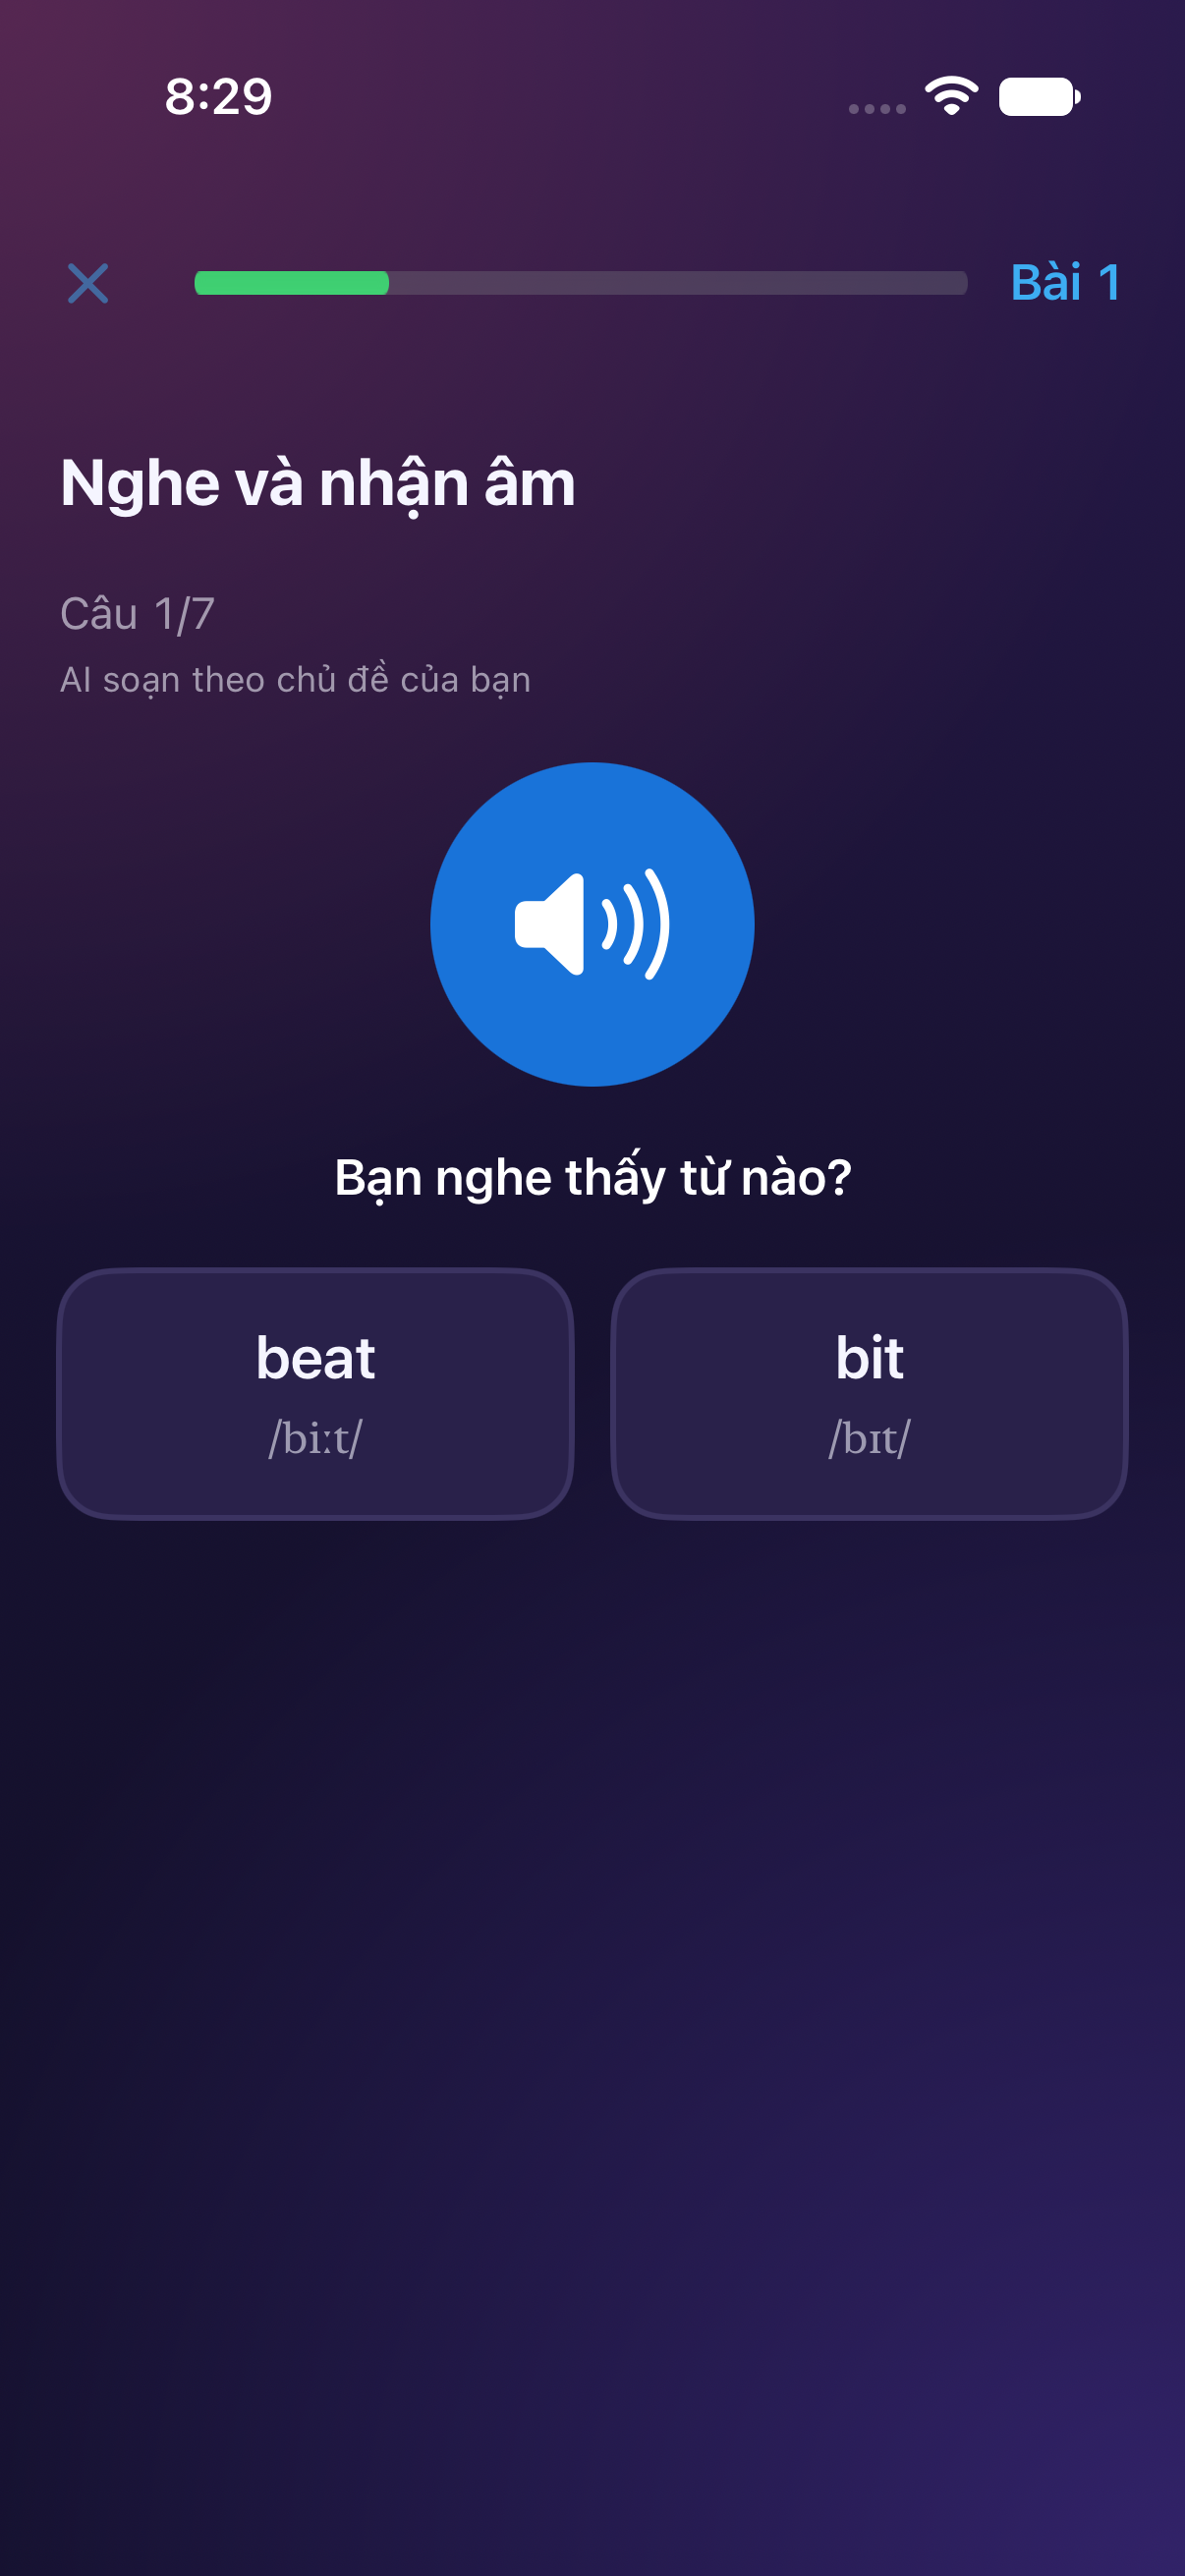 8:29
Bài 1
Nghe và nhận âm
Câu 1/7
AI soạn theo chủ đề của bạn
Bạn nghe thấy từ nào?
beat
/biːt/
bit
/bɪt/